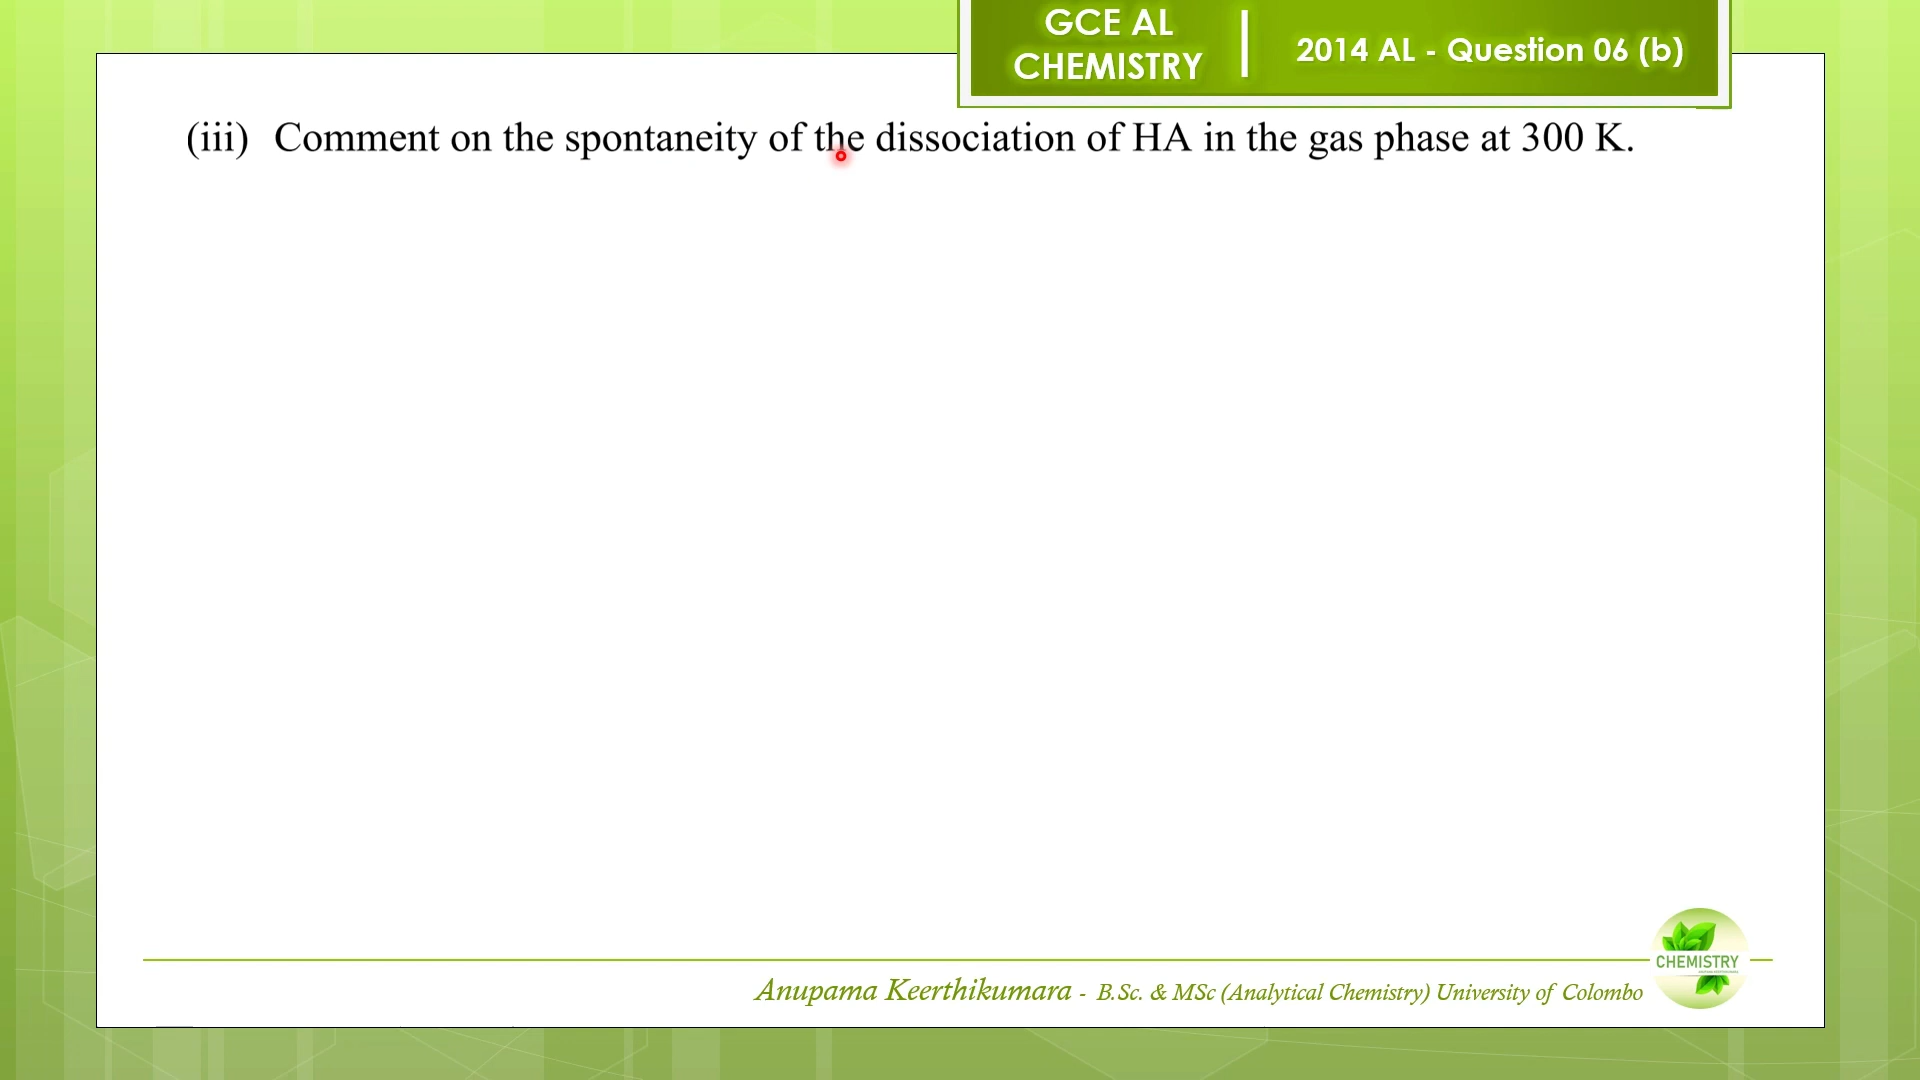 GCE AL
CHEMISTRY
2014 AL - Question 06 (b)
(iii) Comment on the spontaneity of the dissociation of HA in the gas phase at 300 K.
CHEMISTRY
Anupama Keerthikumara - B.Sc. & MSc (Analytical Chemistry) University of Colombo